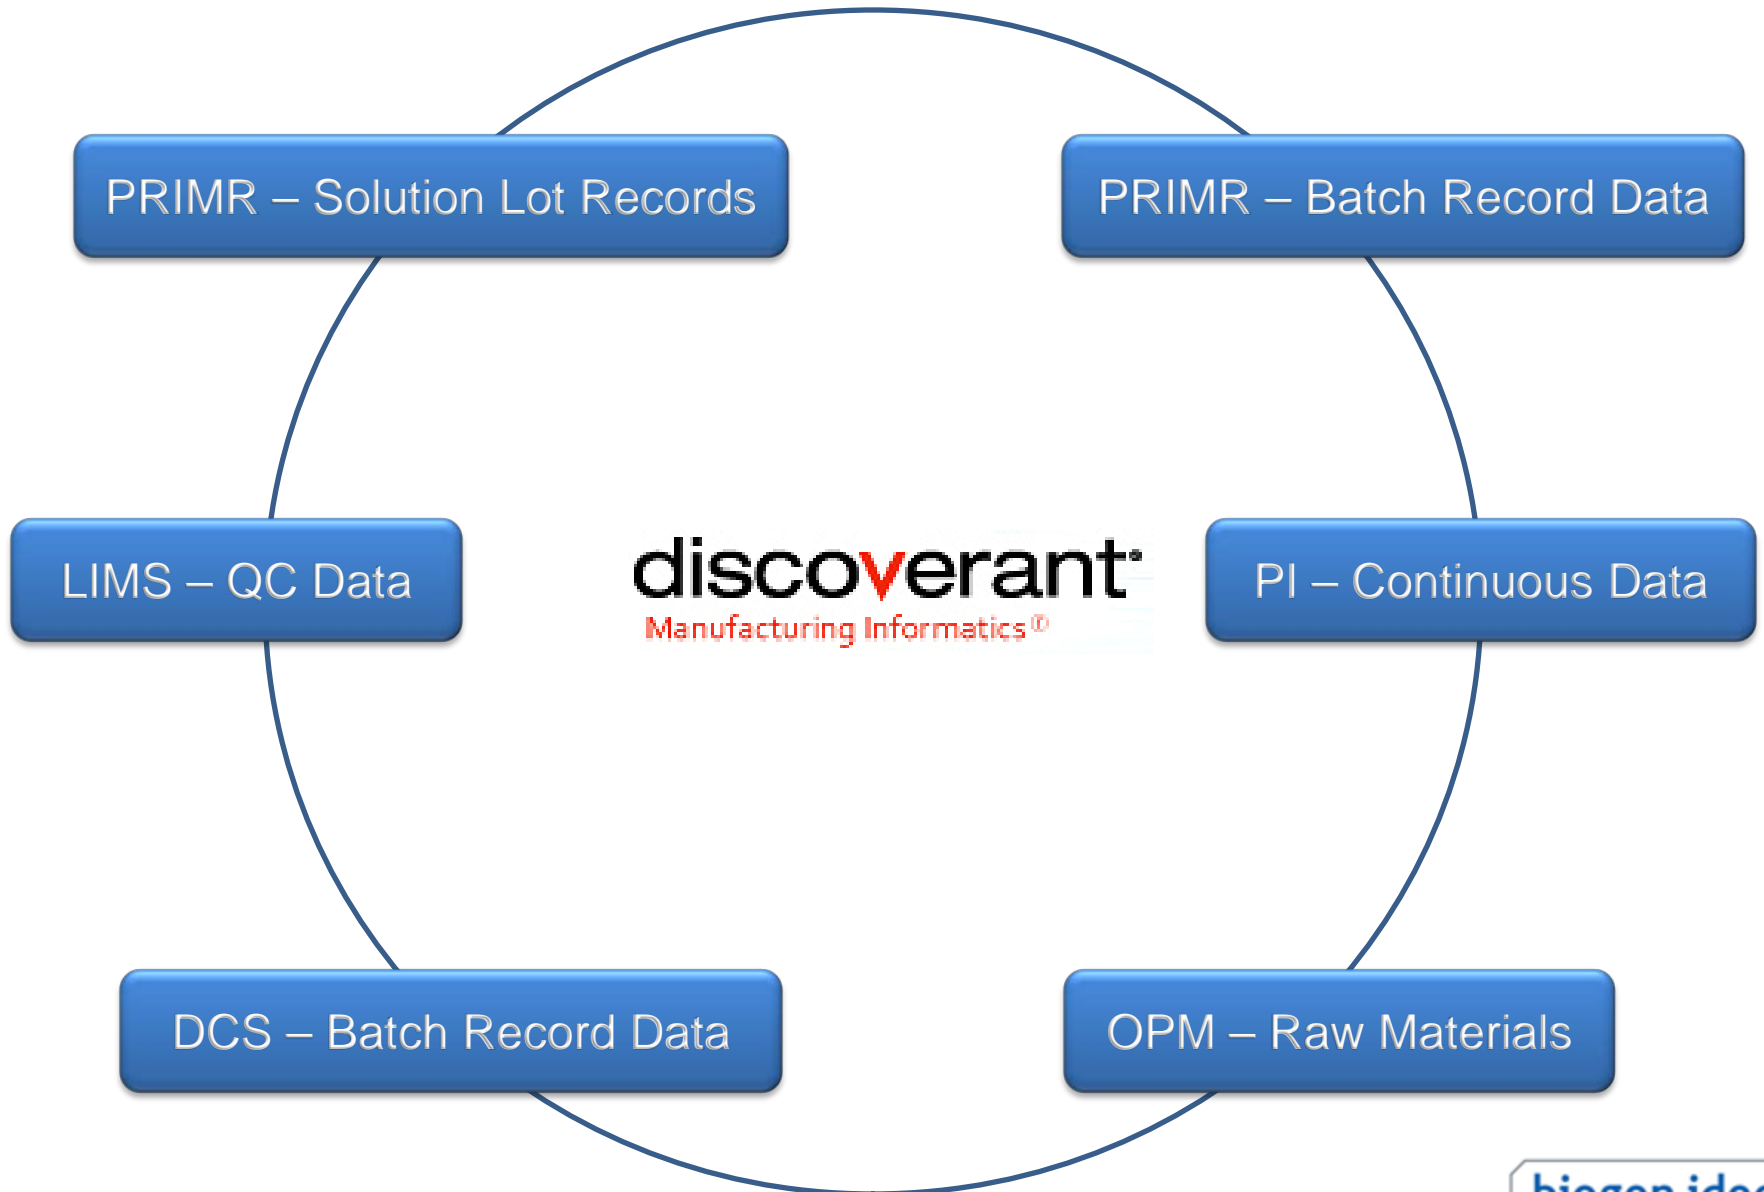 PRIMR – Solution Lot Records
PRIMR – Batch Record Data
LIMS – QC Data
discoverant
Manufacturing Informatics®
PI – Continuous Data
DCS – Batch Record Data
OPM – Raw Materials